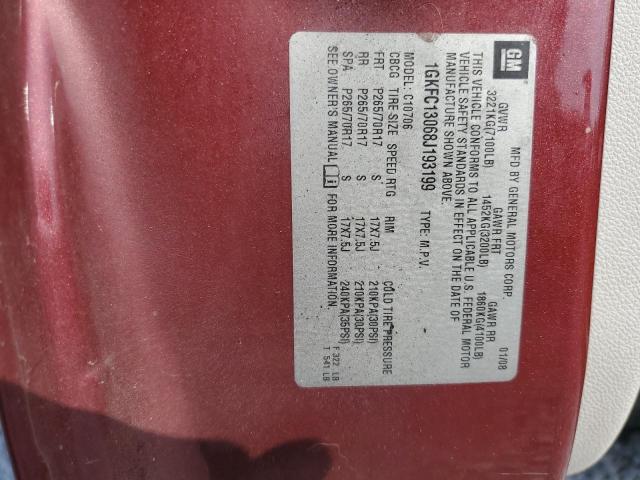 GM
MFD BY GENERAL MOTORS CORP. 01/08
GVWR GAWR FRT GAWR RR
3221KG(7100LB) 1452KG(3200LB) 1860KG(4100LB)
THIS VEHICLE CONFORMS TO ALL APPLICABLE U.S. FEDERAL MOTOR
VEHICLE SAFETY STANDARDS IN EFFECT ON THE DATE OF
MANUFACTURE SHOWN ABOVE.
1GKFC13068J193199 TYPE: M.P.V.
MODEL: C10706
CBCG TIRE-SIZE SPEED RTG RIM COLD TIRE PRESSURE
FRT P265/70R17 S 17X7.5J 210KPA(30PSI)
RR P265/70R17. S 17X7.5J 210KPA(30PSI)
SPA P265/70R17. S 17X7.5J 240KPA(35PSI) F 322 LB
SEE OWNER'S MANUAL FOR MORE INFORMATION. T 541 LB